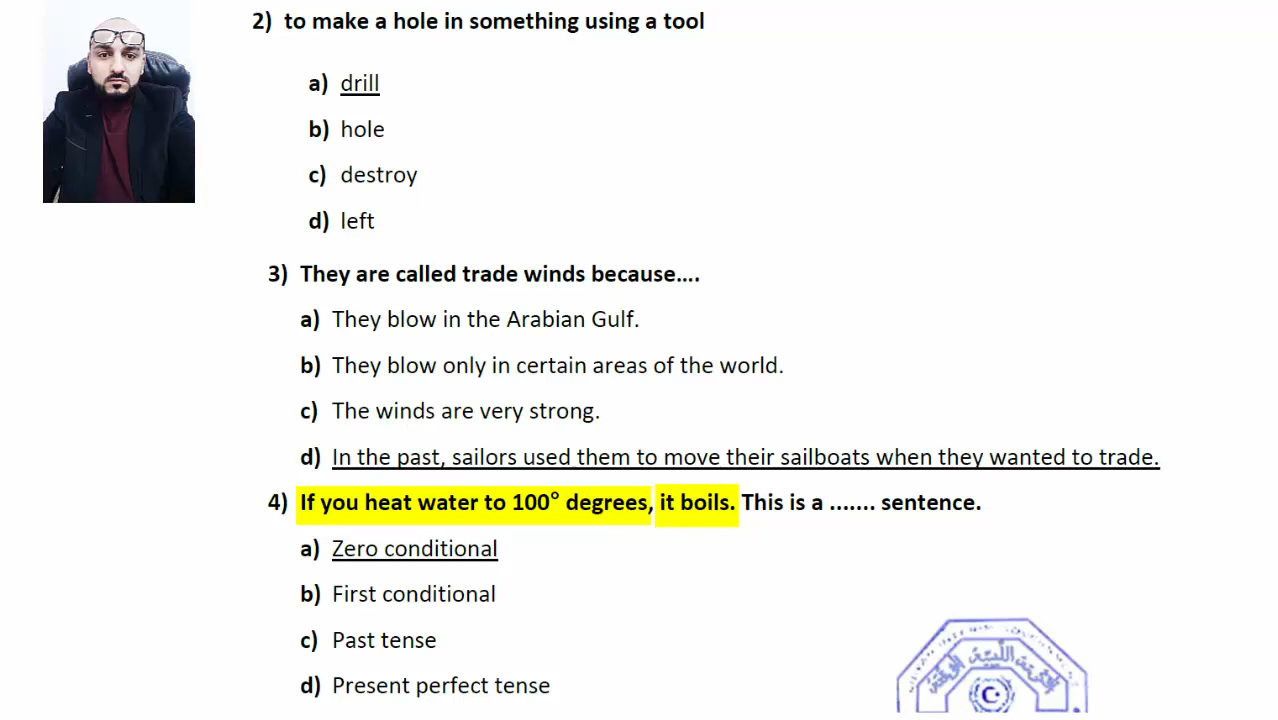 2) to make a hole in something using a tool
a) drill
b) hole
c) destroy
d) left
3) They are called trade winds because....
a) They blow in the Arabian Gulf.
b) They blow only in certain areas of the world.
c) The winds are very strong.
d) In the past, sailors used them to move their sailboats when they wanted to trade.
4) If you heat water to 100° degrees, it boils. This is a ....... sentence.
a) Zero conditional
b) First conditional
c) Past tense
d) Present perfect tense